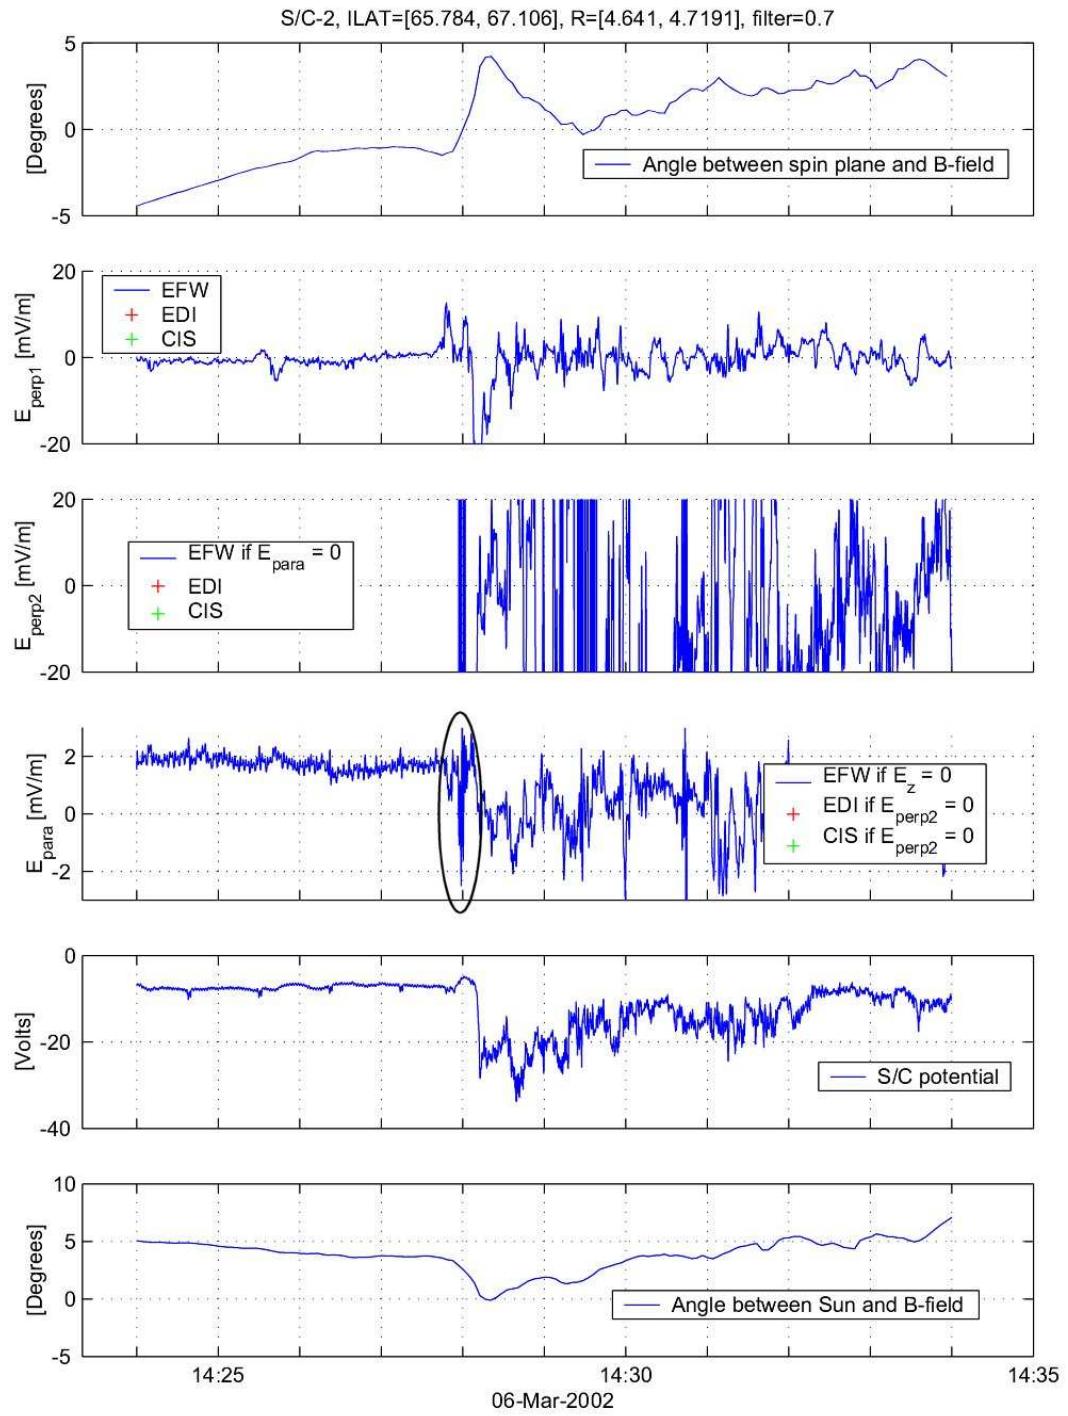 S/C-2, ILAT=[65.784, 67.106], R=[4.641, 4.7191], filter=0.7
5
0
-5
[Degrees]
Angle between spin plane and B-field
20
0
-20
E_perp1 [mV/m]
EFW
EDI
CIS
20
0
-20
E_perp2 [mV/m]
EFW if E_para = 0
EDI
CIS
2
0
-2
E_para [mV/m]
EFW if E_z = 0
EDI if E_perp2 = 0
CIS if E_perp2 = 0
0
-20
-40
[Volts]
S/C potential
10
5
0
-5
[Degrees]
Angle between Sun and B-field
14:25
14:30
14:35
06-Mar-2002